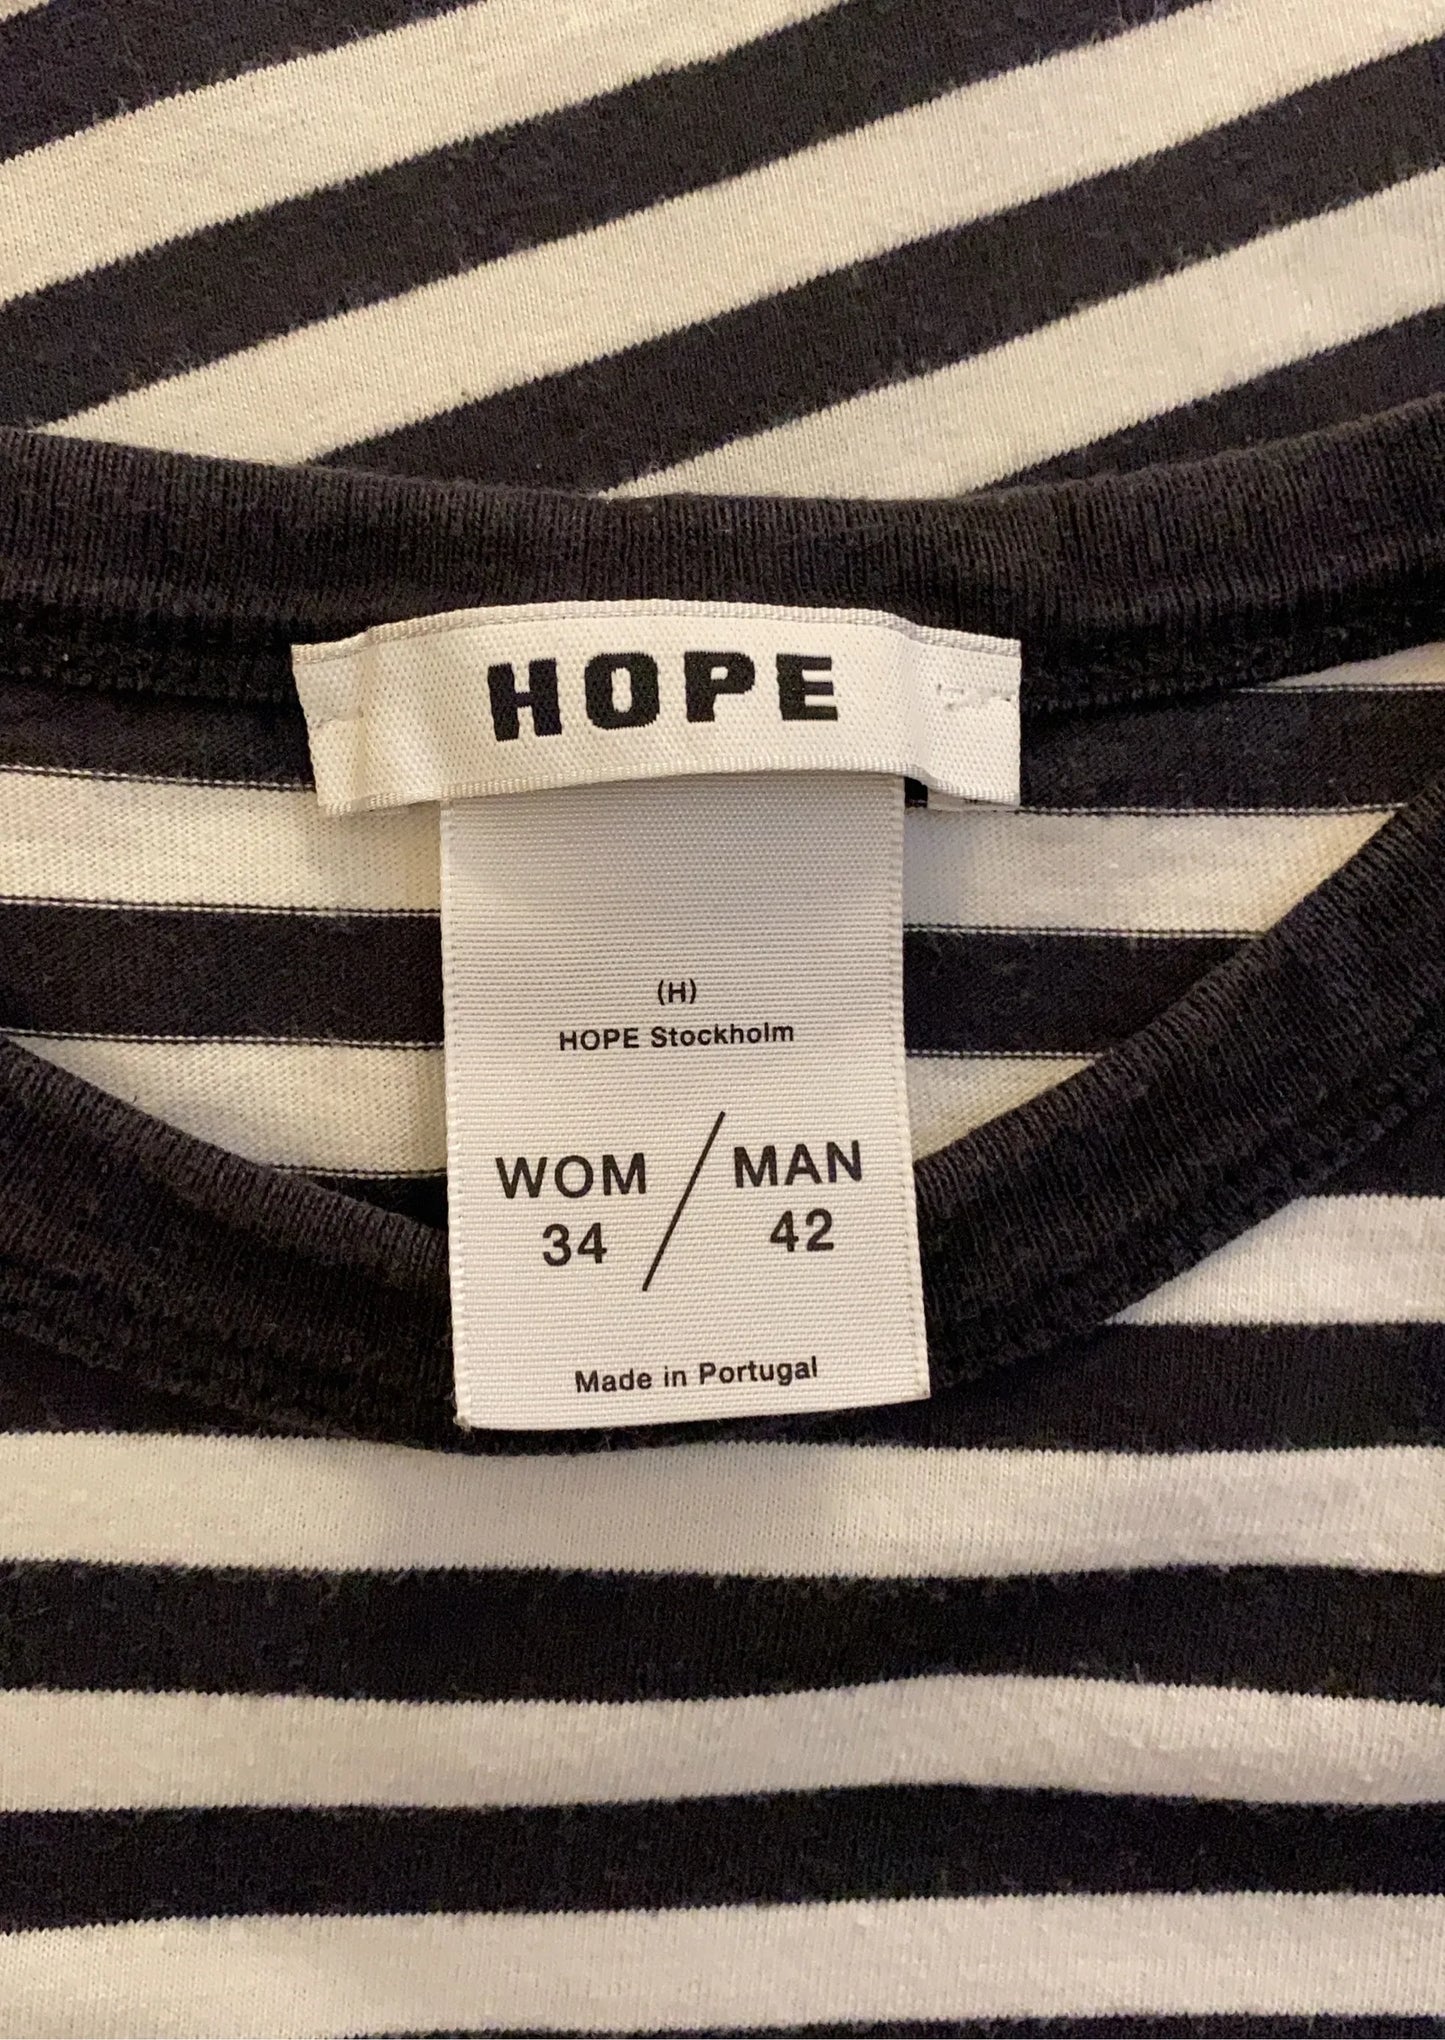 HOPE
(H)
HOPE Stockholm
WOM / MAN
34 42
Made in Portugal